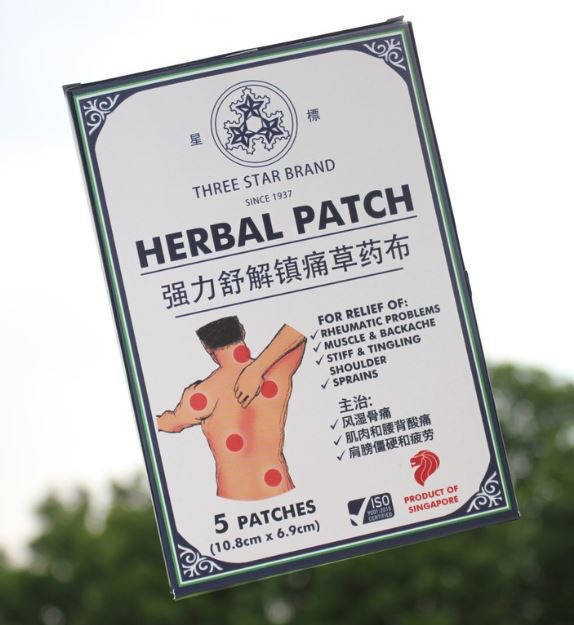 星 標
THREE STAR BRAND
SINCE 1937
HERBAL PATCH
强力舒解镇痛草药布
FOR RELIEF OF:
✓ RHEUMATIC PROBLEMS
✓ MUSCLE & BACKACHE
✓ STIFF & TINGLING
SHOULDER
✓ SPRAINS
主治:
✓ 风湿骨痛
✓ 肌肉和腰背酸痛
✓ 肩膀僵硬和疲劳
5 PATCHES
(10.8cm x 6.9cm)
ISO
9001:2015
CERTIFIED
PRODUCT OF
SINGAPORE